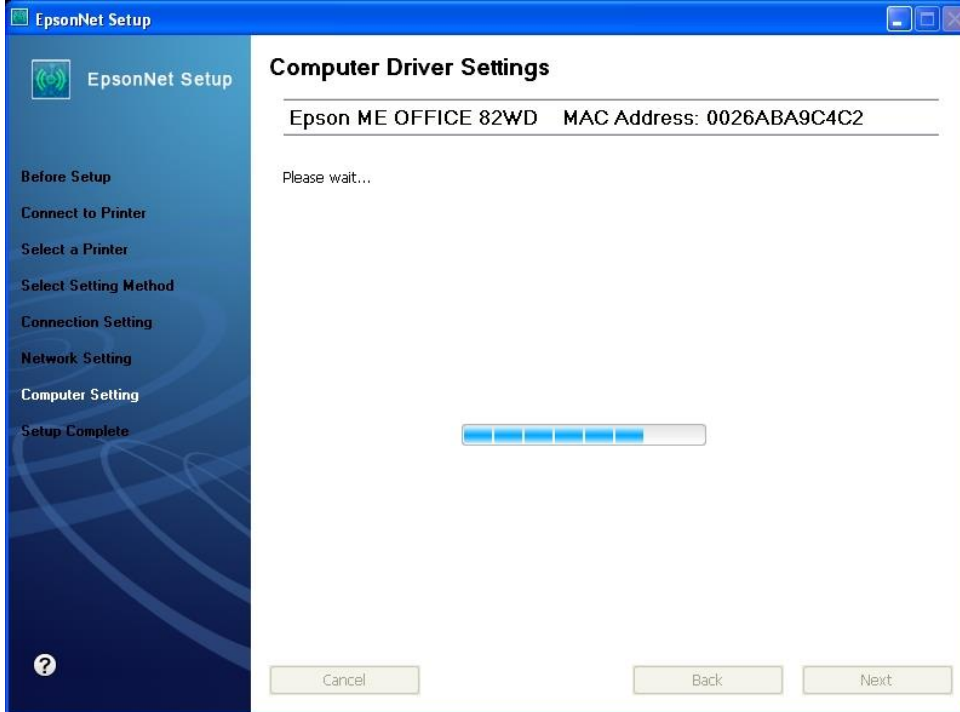 EpsonNet Setup
EpsonNet Setup
Before Setup
Connect to Printer
Select a Printer
Select Setting Method
Connection Setting
Network Setting
Computer Setting
Setup Complete
?
Computer Driver Settings
Epson ME OFFICE 82WD MAC Address: 0026ABA9C4C2
Please wait...
Cancel Back Next